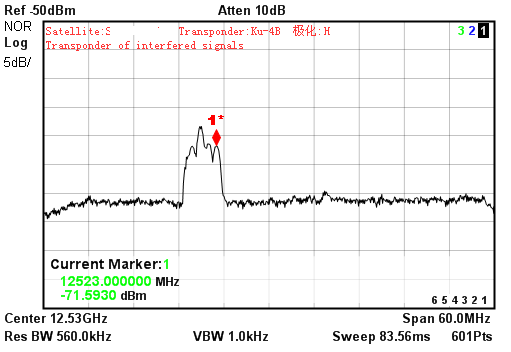 Ref -50dBm Atten 10dB
NOR
Log
5dB/
Satellite:S Transponder:Ku-4B 极化:H
Transponder of interfered signals
3 2 1
1*
Current Marker:1
12523.000000 MHz
-71.5930 dBm
6 5 4 3 2 1
Center 12.53GHz Span 60.0MHz
Res BW 560.0kHz VBW 1.0kHz Sweep 83.56ms 601Pts